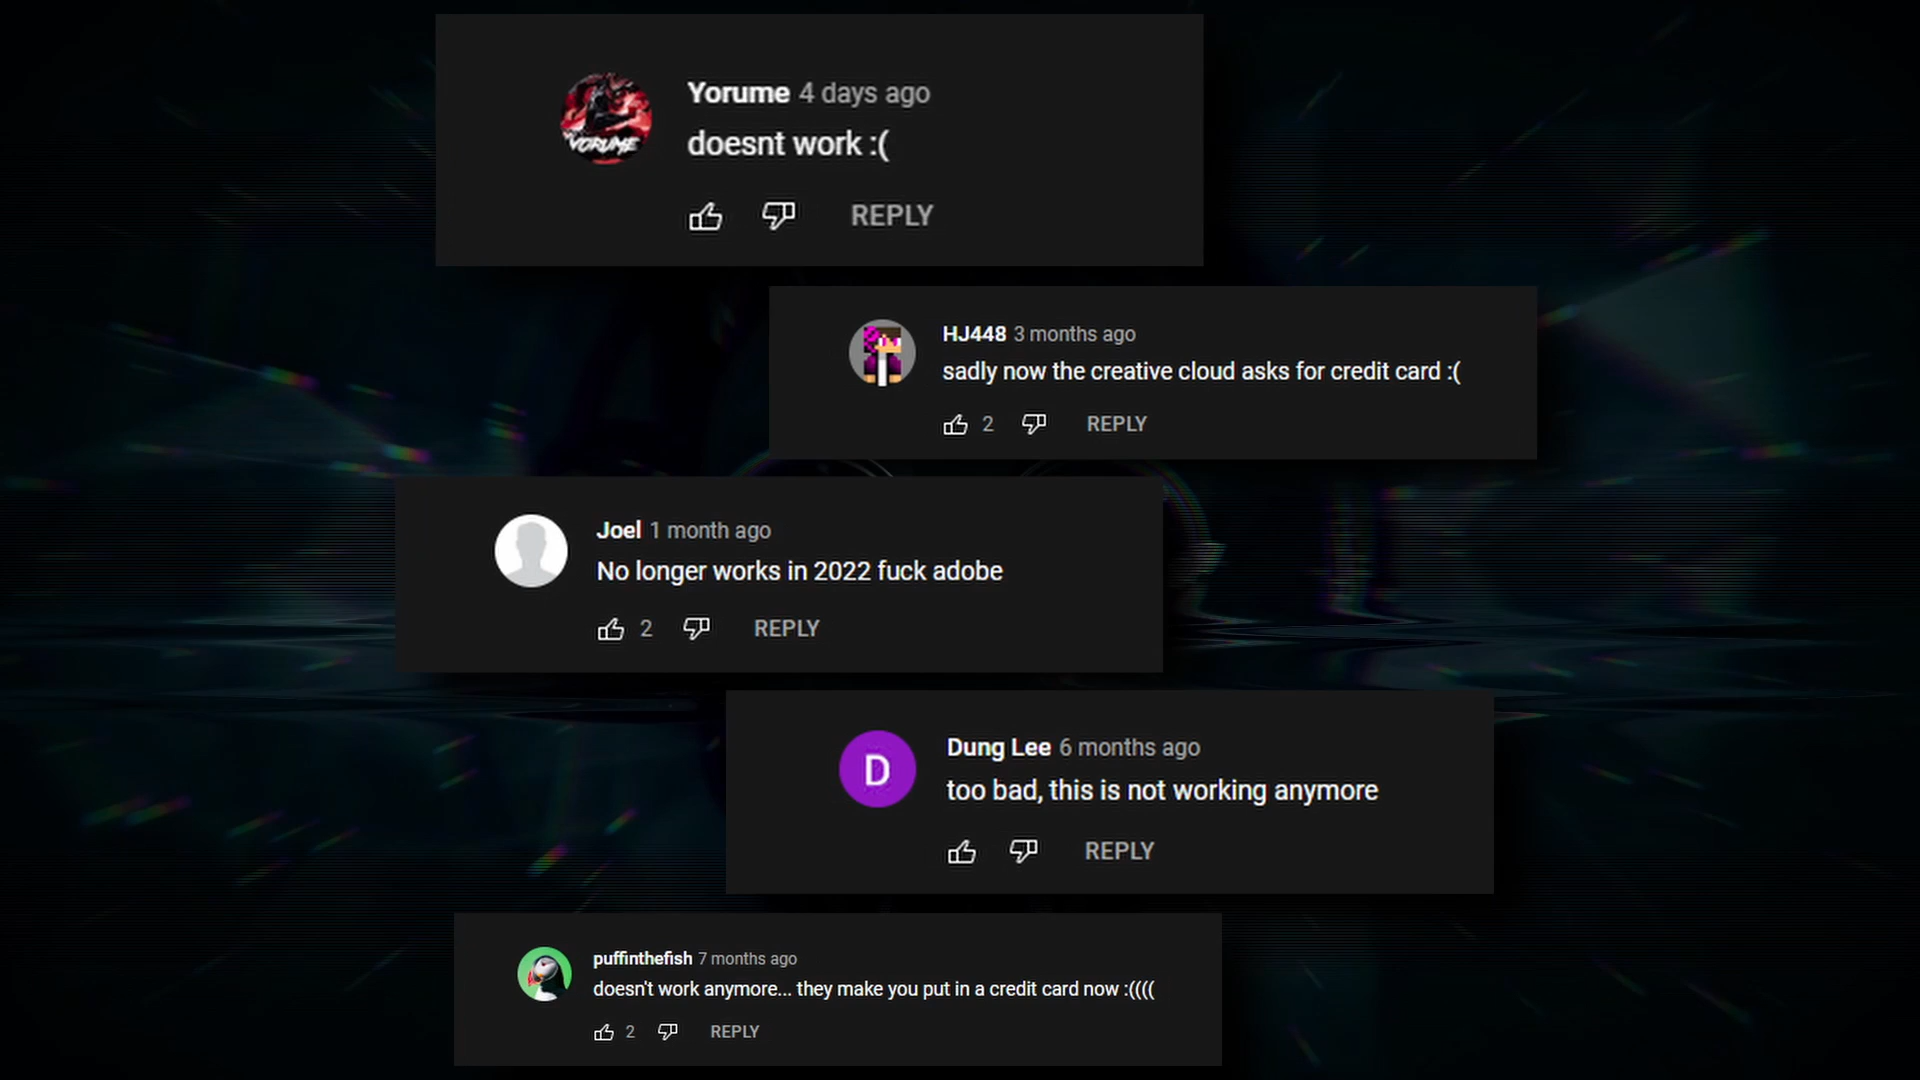 Yorume 4 days ago
doesnt work :(
REPLY
YORUME
HJ448 3 months ago
sadly now the creative cloud asks for credit card :(
2 REPLY
Joel 1 month ago
No longer works in 2022 fuck adobe
2 REPLY
D
Dung Lee 6 months ago
too bad, this is not working anymore
REPLY
puffinthefish 7 months ago
doesn't work anymore... they make you put in a credit card now :((((
2 REPLY